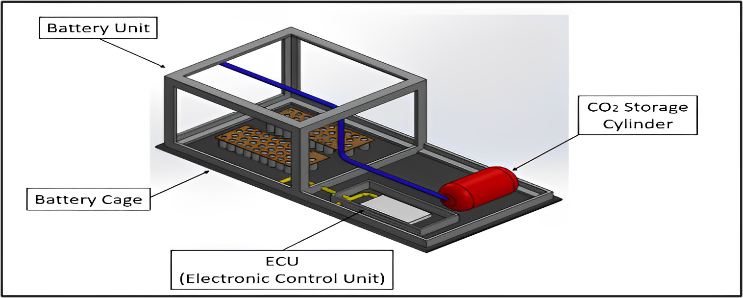 Battery Unit
CO₂ Storage
Cylinder
Battery Cage
ECU
(Electronic Control Unit)